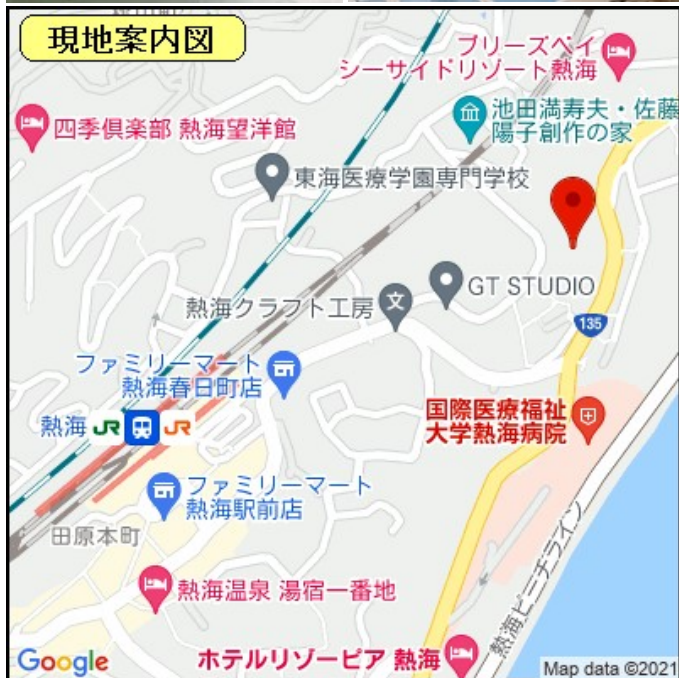 現地案内図
ブリーズベイ
シーサイドリゾート熱海
四季倶楽部 熱海望洋館
池田満寿夫・佐藤
陽子創作の家
東海医療学園専門学校
GT STUDIO
熱海クラフト工房
文
135
ファミリーマート
熱海春日町店
熱海 JR JR
国際医療福祉
大学熱海病院
ファミリーマート
熱海駅前店
田原本町
熱海ビーチライン
熱海温泉 湯宿一番地
ホテルリゾーピア 熱海
Google
Map data ©2021